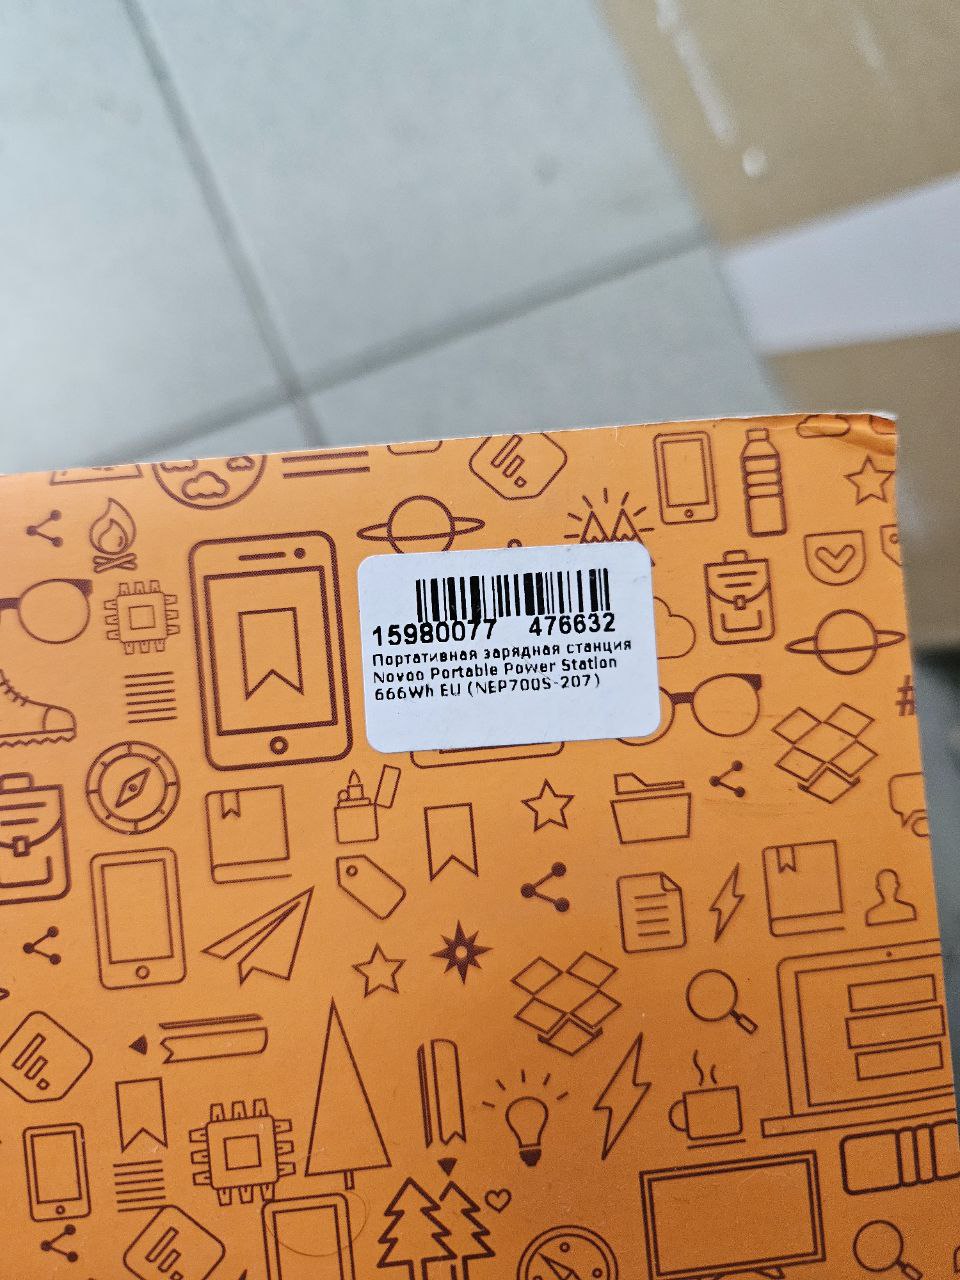 15980077 476632
Портативная зарядная станция
Novoo Portable Power Station
666Wh EU (NEP700S-207)
#